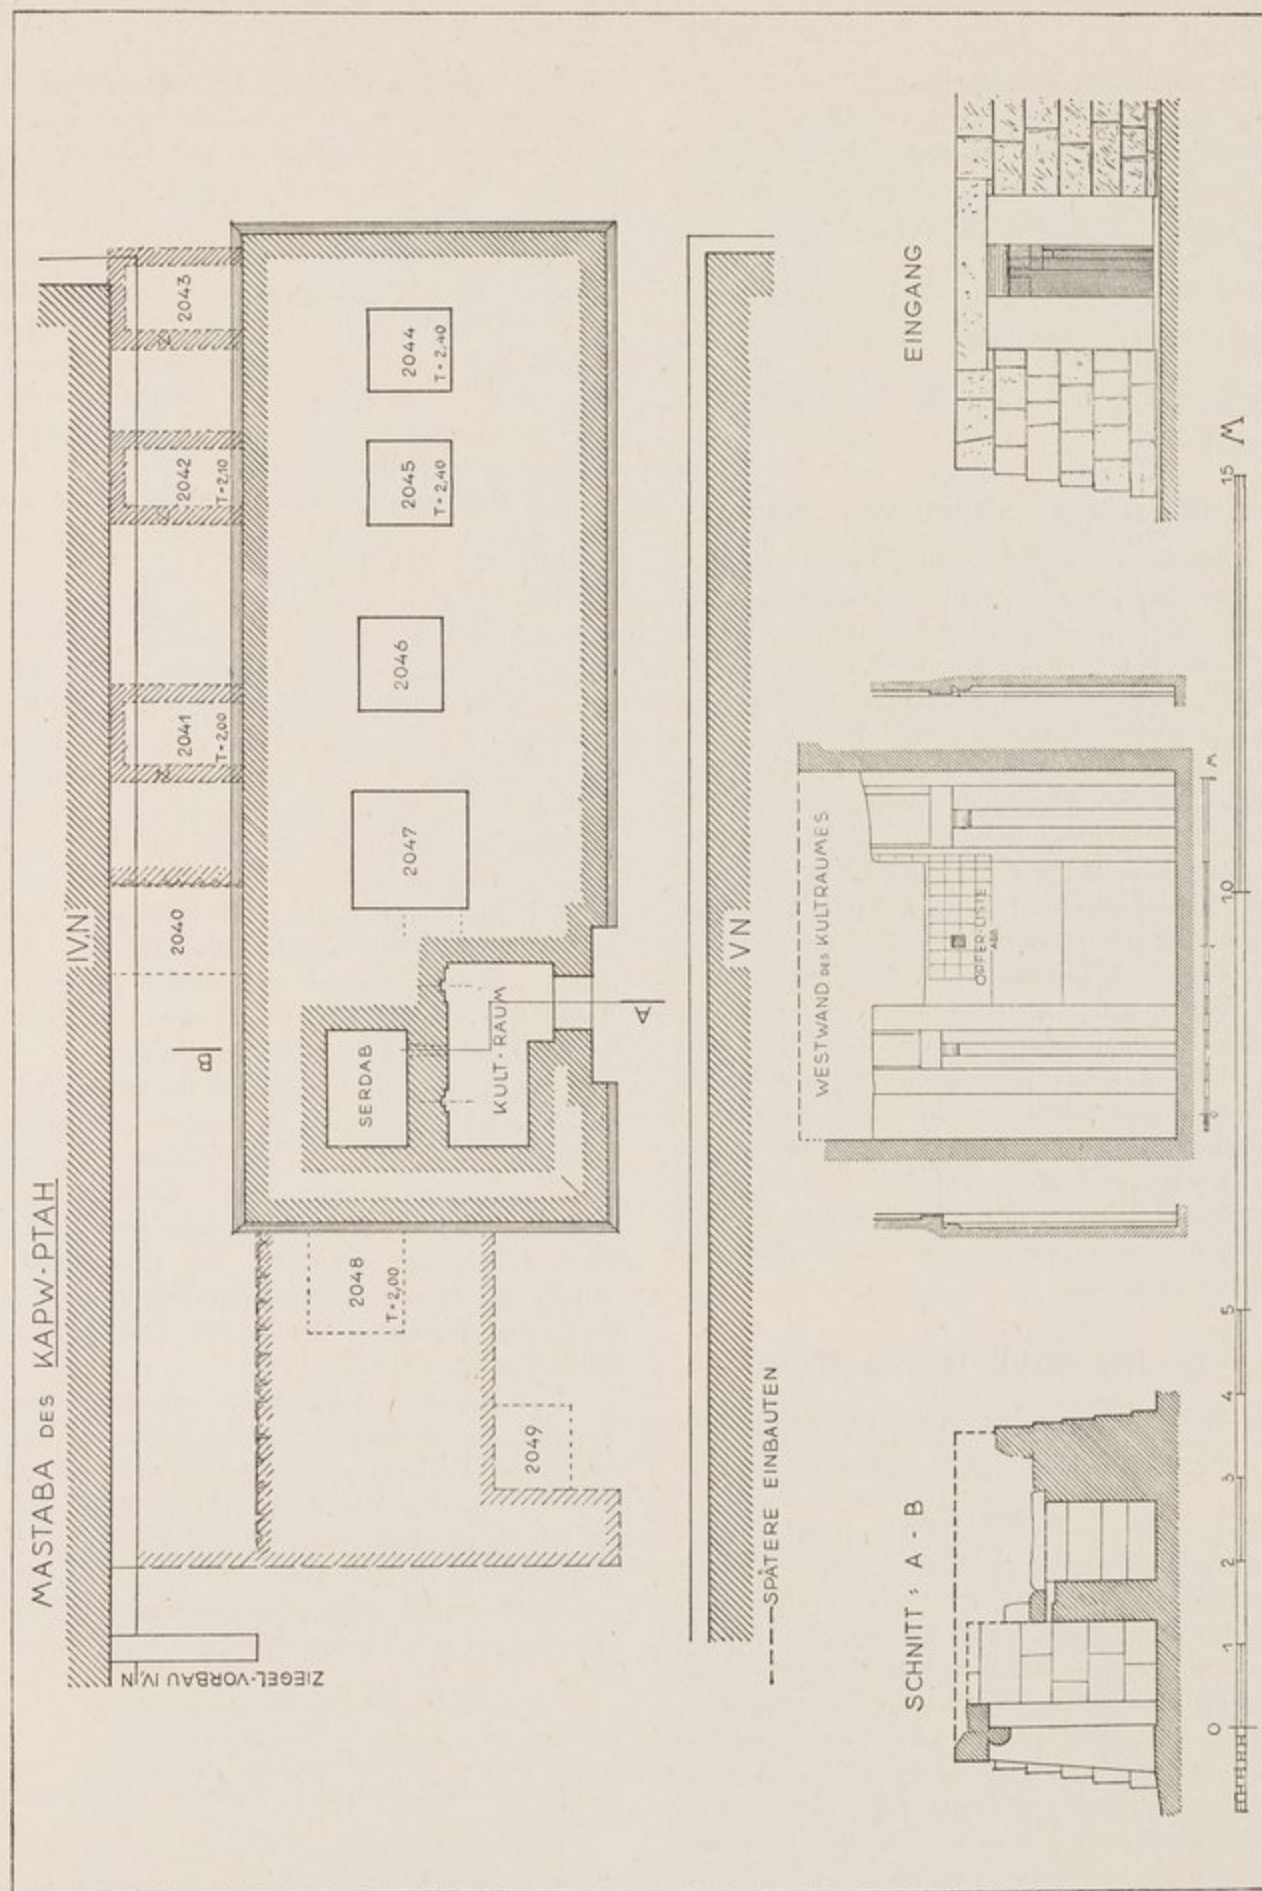 MASTABA DES KAPW-PTAH
IV,N
2040
2041
T=2,00
2042
T=2,10
2043
B
SERDAB
KULT-RAUM
2047
2046
2045
T=2,40
2044
T=2,40
A
2048
T=2,00
2049
ZIEGEL-VORBAU IV,N
VN
SPÄTERE EINBAUTEN
SCHNITT: A-B
WESTWAND DES KULTRAUMES
OPFER-LISTE
ABB.
M
EINGANG
0 1 2 3 4 5 10 15 M